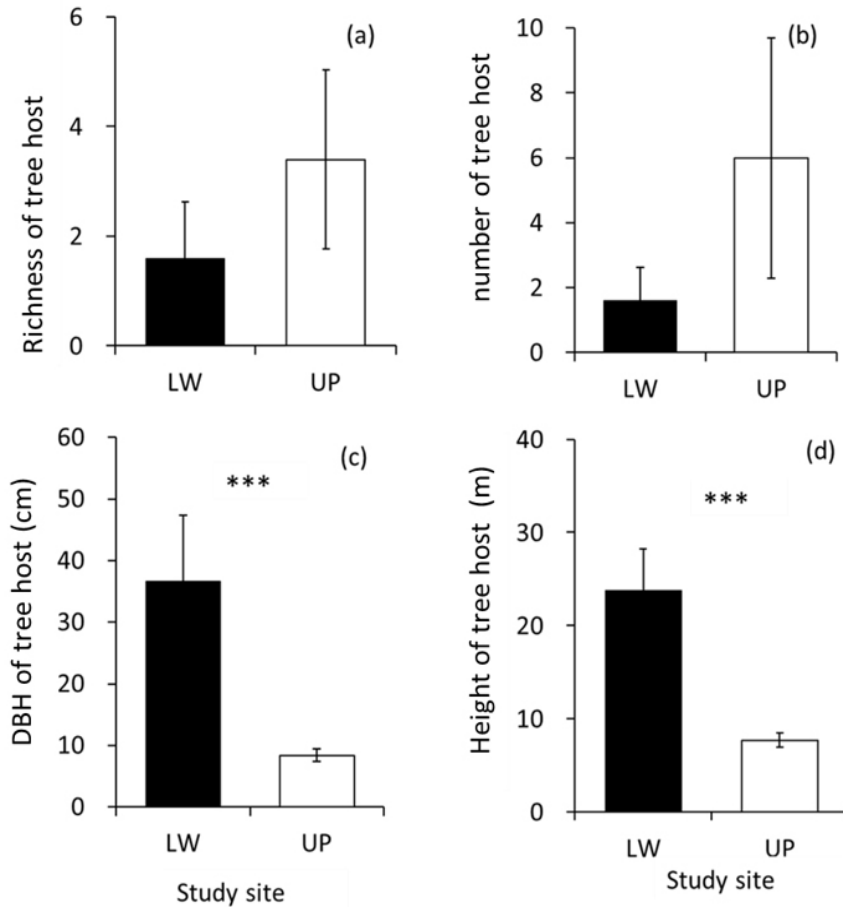 (a)
Richness of tree host
6
4
2
0
LW UP
(b)
number of tree host
10
8
6
4
2
0
LW UP
(c)
***
DBH of tree host (cm)
60
50
40
30
20
10
0
LW UP
Study site
(d)
***
Height of tree host (m)
40
30
20
10
0
LW UP
Study site